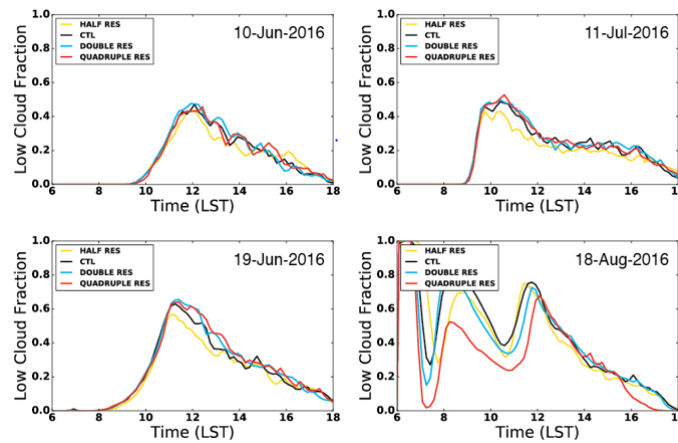 10-Jun-2016
HALF RES
CTL
DOUBLE RES
QUADRUPLE RES
Low Cloud Fraction
1.0
0.8
0.6
0.4
0.2
0.0
6 8 10 12 14 16 18
Time (LST)
11-Jul-2016
HALF RES
CTL
DOUBLE RES
QUADRUPLE RES
Low Cloud Fraction
1.0
0.8
0.6
0.4
0.2
0.0
6 8 10 12 14 16 18
Time (LST)
19-Jun-2016
HALF RES
CTL
DOUBLE RES
QUADRUPLE RES
Low Cloud Fraction
1.0
0.8
0.6
0.4
0.2
0.0
6 8 10 12 14 16 18
Time (LST)
18-Aug-2016
HALF RES
CTL
DOUBLE RES
QUADRUPLE RES
Low Cloud Fraction
1.0
0.8
0.6
0.4
0.2
0.0
6 8 10 12 14 16 18
Time (LST)